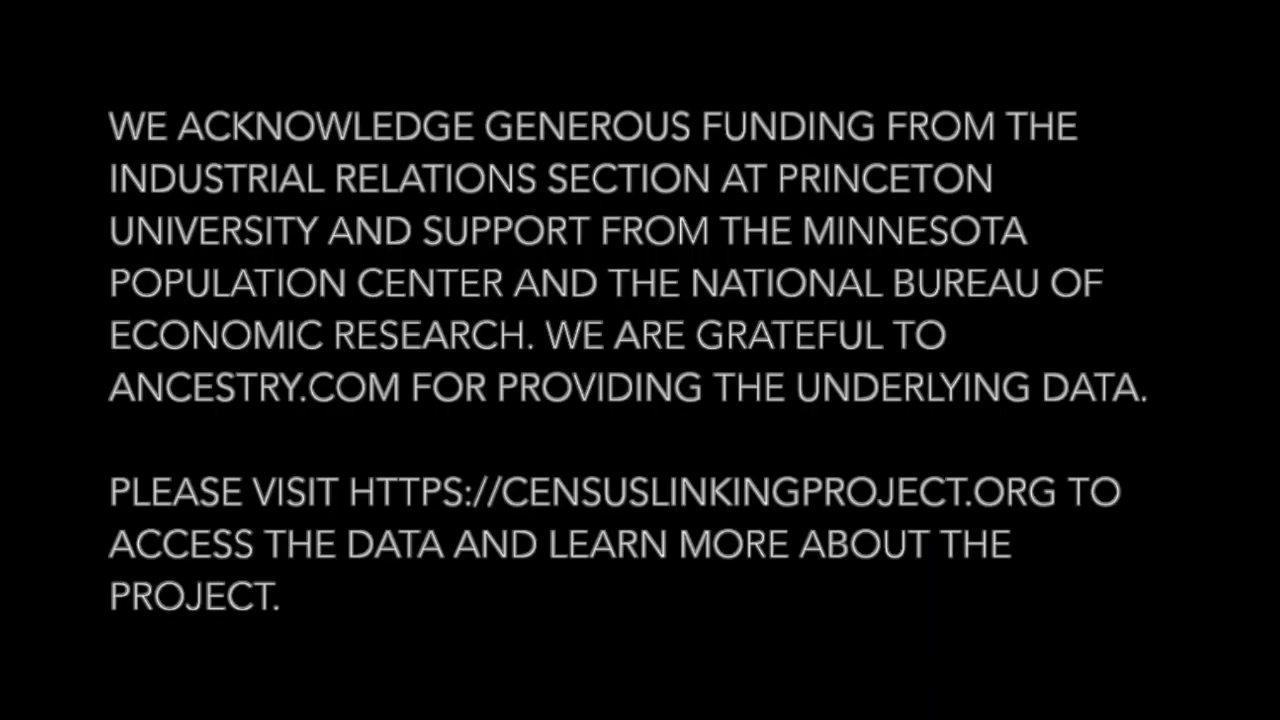 WE ACKNOWLEDGE GENEROUS FUNDING FROM THE
INDUSTRIAL RELATIONS SECTION AT PRINCETON
UNIVERSITY AND SUPPORT FROM THE MINNESOTA
POPULATION CENTER AND THE NATIONAL BUREAU OF
ECONOMIC RESEARCH. WE ARE GRATEFUL TO
ANCESTRY.COM FOR PROVIDING THE UNDERLYING DATA.
PLEASE VISIT HTTPS://CENSUSLINKINGPROJECT.ORG TO
ACCESS THE DATA AND LEARN MORE ABOUT THE
PROJECT.